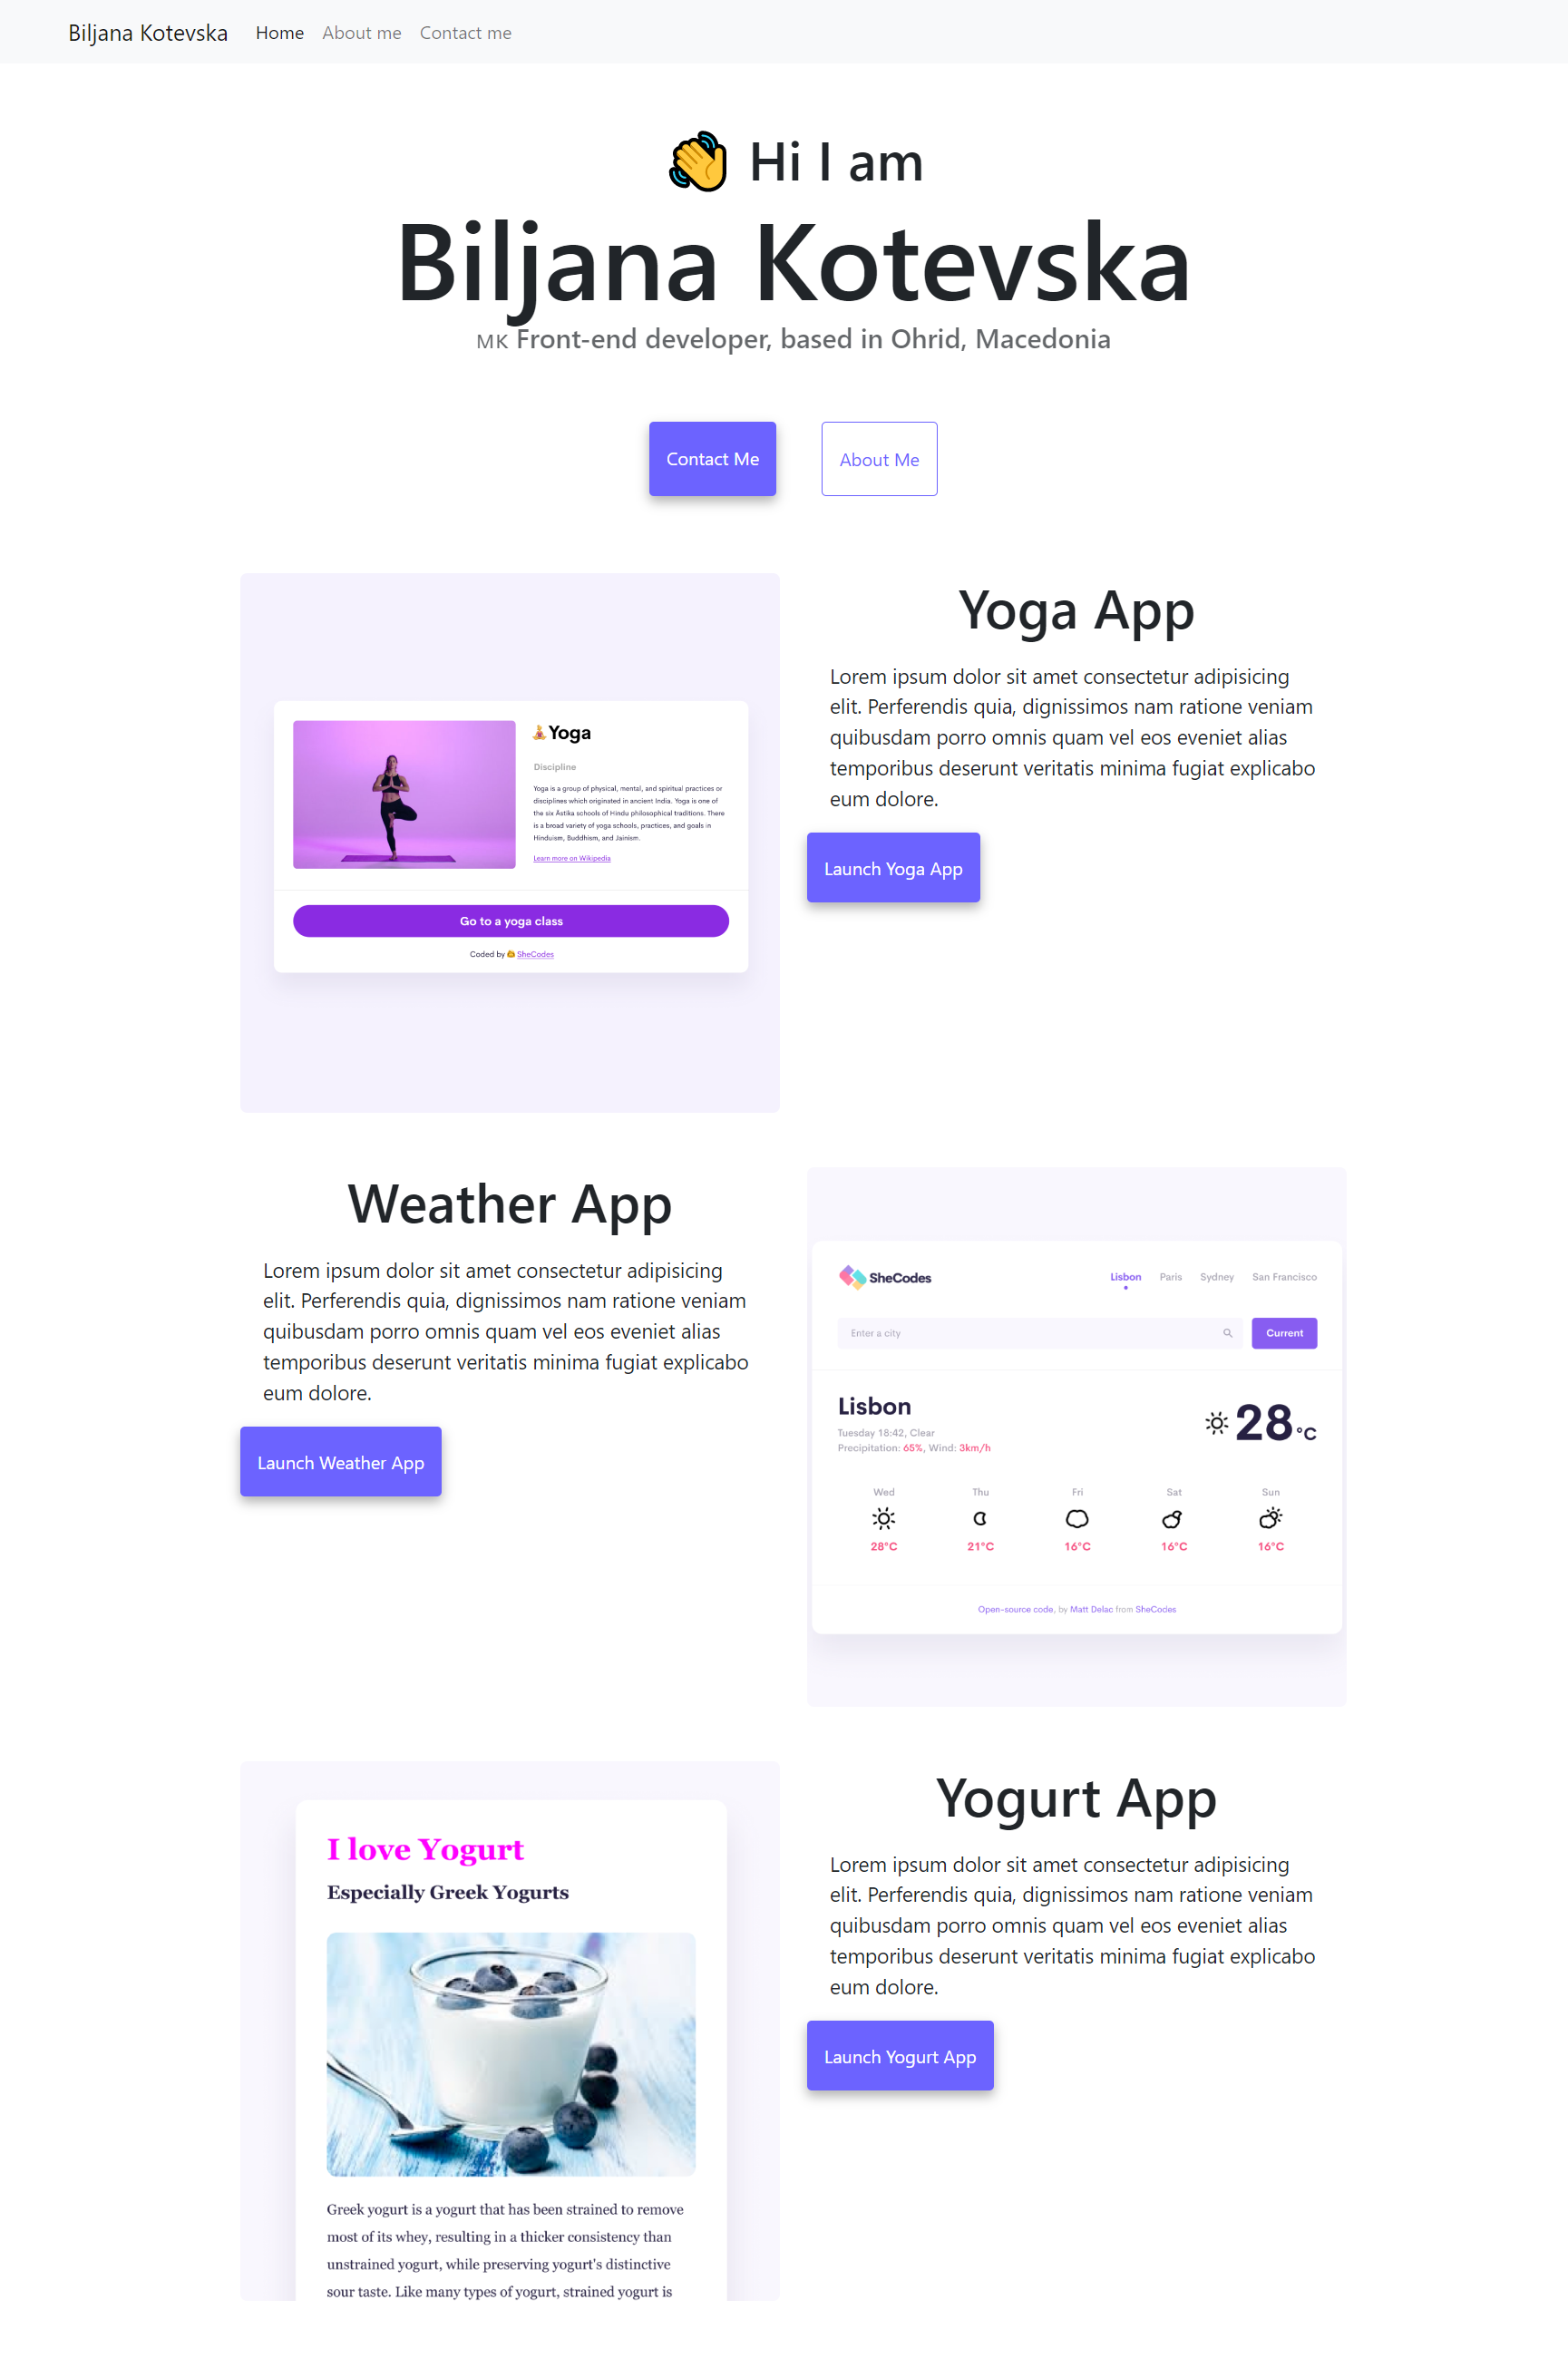 Biljana Kotevska Home About me Contact me
👋 Hi I am
Biljana Kotevska
MK Front-end developer, based in Ohrid, Macedonia
Contact Me
About Me
🧘Yoga
Discipline
Yoga is a group of physical, mental, and spiritual practices or
disciplines which originated in ancient India. Yoga is one of
the six Āstika schools of Hindu philosophical traditions. There
is a broad variety of yoga schools, practices, and goals in
Hinduism, Buddhism, and Jainism.
Learn more on Wikipedia
Go to a yoga class
Coded by SheCodes
Yoga App
Lorem ipsum dolor sit amet consectetur adipisicing
elit. Perferendis quia, dignissimos nam ratione veniam
quibusdam porro omnis quam vel eos eveniet alias
temporibus deserunt veritatis minima fugiat explicabo
eum dolore.
Launch Yoga App
Weather App
Lorem ipsum dolor sit amet consectetur adipisicing
elit. Perferendis quia, dignissimos nam ratione veniam
quibusdam porro omnis quam vel eos eveniet alias
temporibus deserunt veritatis minima fugiat explicabo
eum dolore.
Launch Weather App
SheCodes
Lisbon Paris Sydney San Francisco
Enter a city
Current
Lisbon
Tuesday 18:42, Clear
Precipitation: 65%, Wind: 3km/h
28 °C
Wed Thu Fri Sat Sun
28°C 21°C 16°C 16°C 16°C
Open-source code, by Matt Delac from SheCodes
I love Yogurt
Especially Greek Yogurts
Greek yogurt is a yogurt that has been strained to remove
most of its whey, resulting in a thicker consistency than
unstrained yogurt, while preserving yogurt's distinctive
sour taste. Like many types of yogurt, strained yogurt is
Yogurt App
Lorem ipsum dolor sit amet consectetur adipisicing
elit. Perferendis quia, dignissimos nam ratione veniam
quibusdam porro omnis quam vel eos eveniet alias
temporibus deserunt veritatis minima fugiat explicabo
eum dolore.
Launch Yogurt App